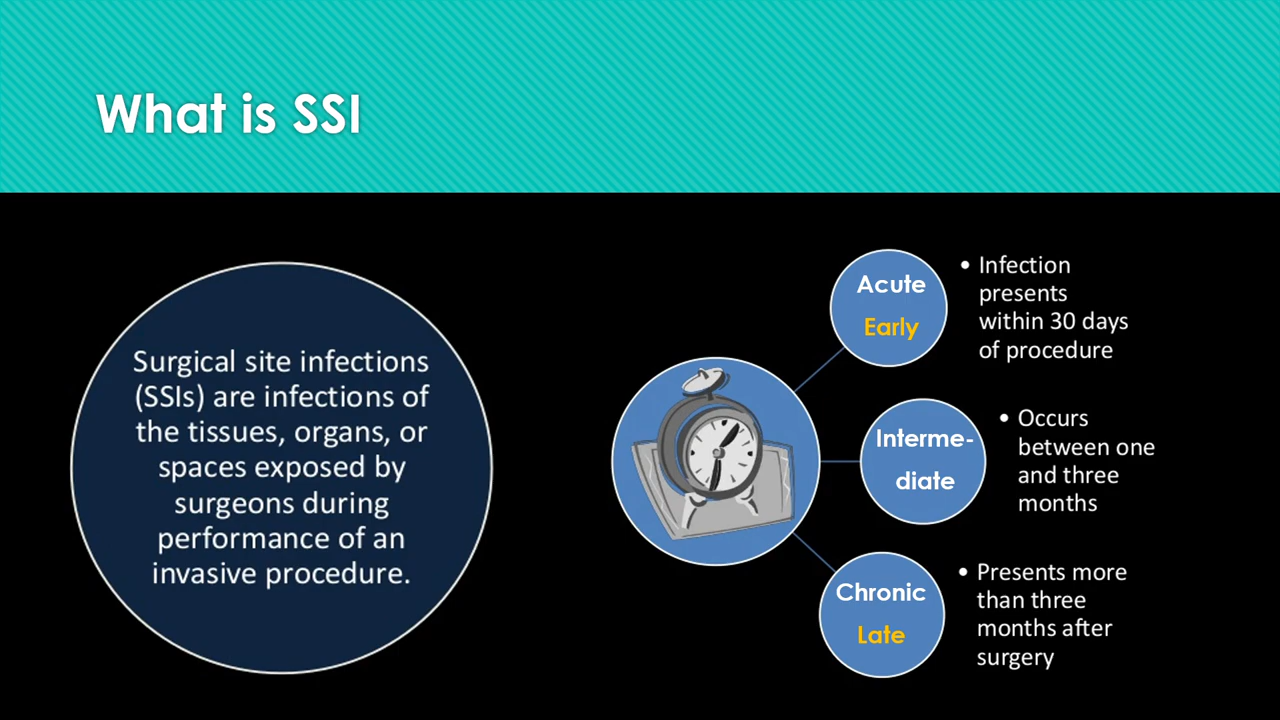 What is SSI
Surgical site infections
(SSIs) are infections of
the tissues, organs, or
spaces exposed by
surgeons during
performance of an
invasive procedure.
Acute
Early
• Infection
presents
within 30 days
of procedure
Interme-
diate
• Occurs
between one
and three
months
Chronic
Late
• Presents more
than three
months after
surgery